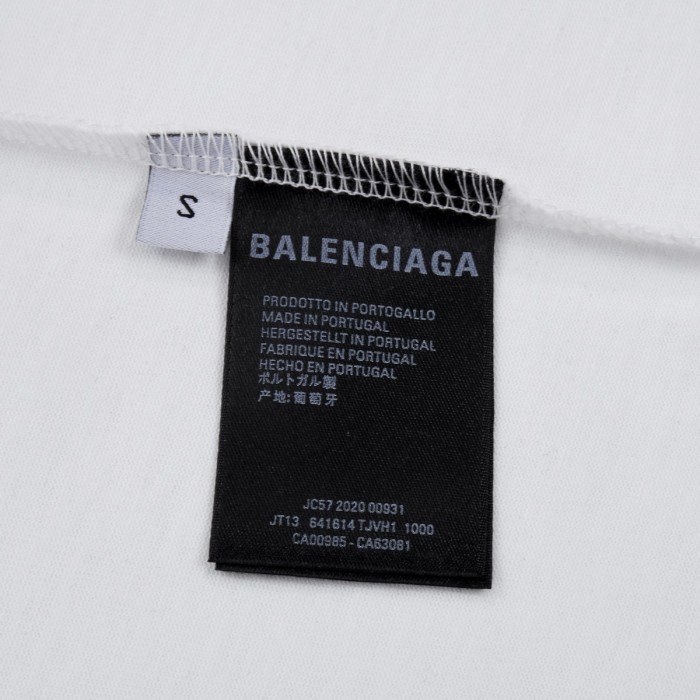 S
BALENCIAGA
PRODOTTO IN PORTOGALLO
MADE IN PORTUGAL
HERGESTELLT IN PORTUGAL
FABRIQUE EN PORTUGAL
HECHO EN PORTUGAL
ポルトガル製
产地:葡萄牙
JC57 2020 00931
JT13 641614 TJVH1 1000
CA00985 - CA63081